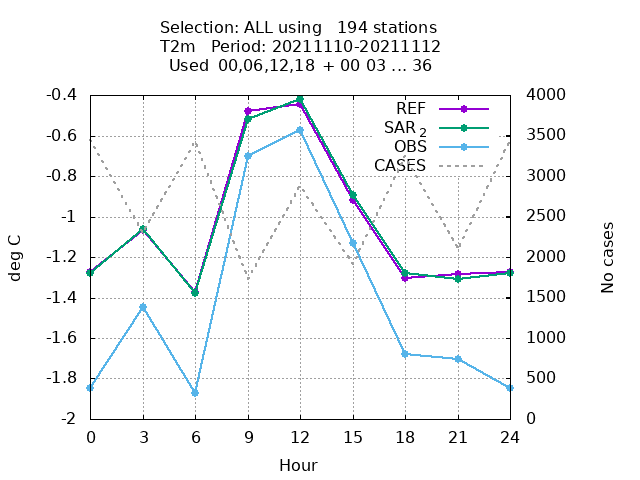 Selection: ALL using   194 stations
T2m   Period: 20211110-20211112
Used  00,06,12,18 + 00 03 ... 36
REF
SAR 2
OBS
CASES
-0.4
-0.6
-0.8
-1
-1.2
-1.4
-1.6
-1.8
-2
4000
3500
3000
2500
2000
1500
1000
500
0
deg C
No cases
0 3 6 9 12 15 18 21 24
Hour